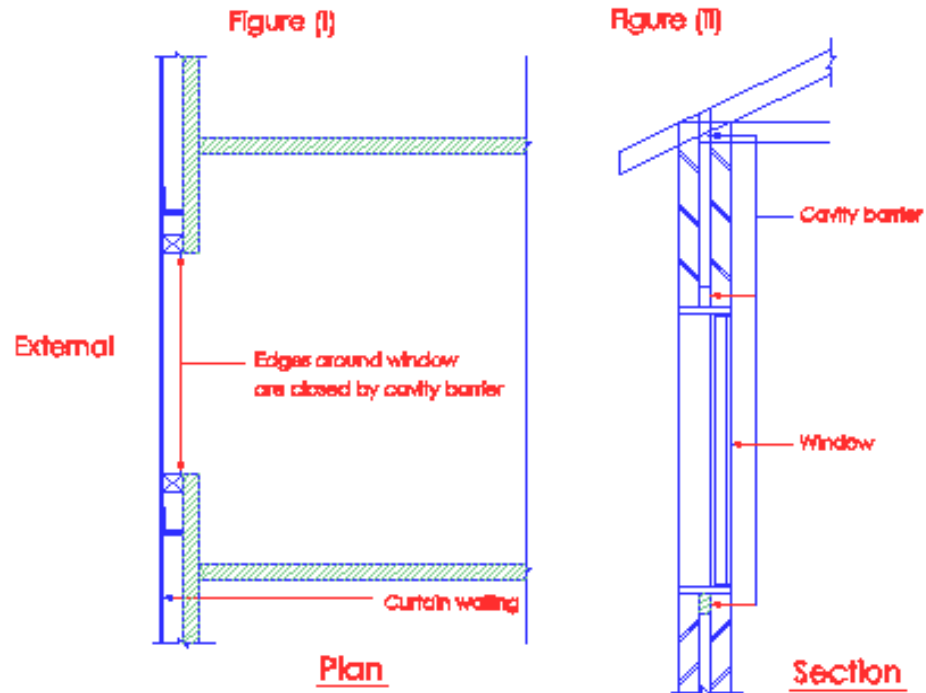 Figure (I)
Figure (II)
Cavity barrier
External
Edges around window
are closed by cavity barrier
Window
Curtain walling
Plan
Section